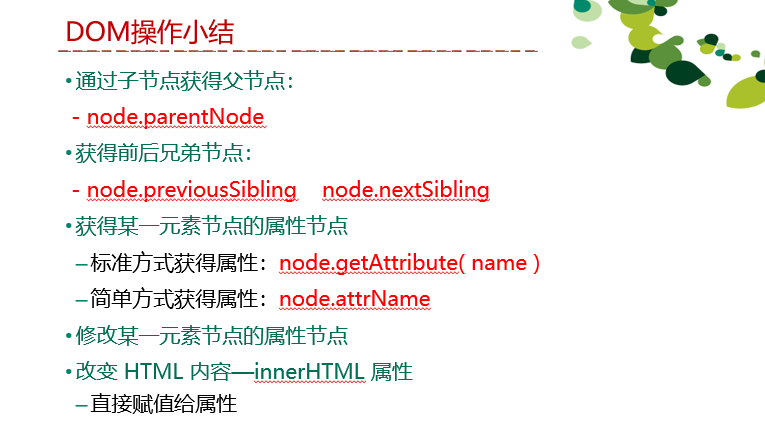 DOM操作小结
•通过子节点获得父节点：
- node.parentNode
•获得前后兄弟节点：
- node.previousSibling node.nextSibling
•获得某一元素节点的属性节点
–标准方式获得属性：node.getAttribute( name )
–简单方式获得属性：node.attrName
•修改某一元素节点的属性节点
•改变 HTML 内容—innerHTML 属性
–直接赋值给属性